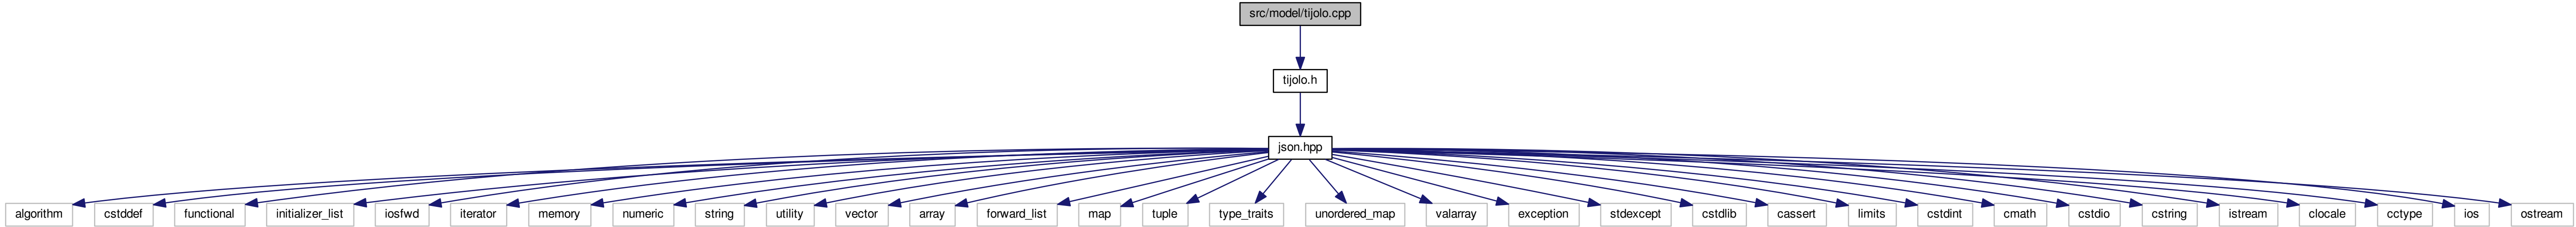 src/model/tijolo.cpp
tijolo.h
json.hpp
algorithm
cstddef
functional
initializer_list
iosfwd
iterator
memory
numeric
string
utility
vector
array
forward_list
map
tuple
type_traits
unordered_map
valarray
exception
stdexcept
cstdlib
cassert
limits
cstdint
cmath
cstdio
cstring
istream
clocale
cctype
ios
ostream